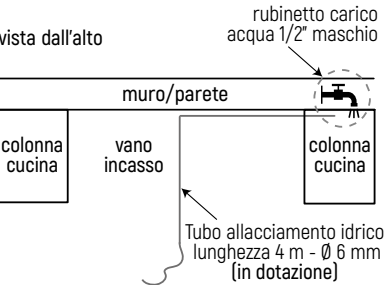 rubinetto carico
acqua 1/2" maschio
vista dall'alto
muro/parete
colonna
cucina
vano
incasso
colonna
cucina
Tubo allacciamento idrico
lunghezza 4 m - Ø 6 mm
(in dotazione)